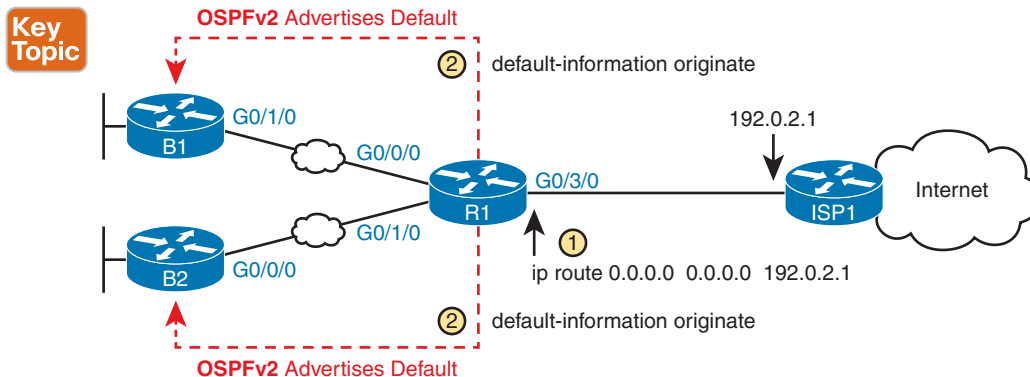 Key
Topic
OSPFv2 Advertises Default
2 default-information originate
B1
G0/1/0
G0/0/0
192.0.2.1
R1
G0/3/0
ISP1
Internet
G0/1/0
B2
G0/0/0
1
ip route 0.0.0.0 0.0.0.0 192.0.2.1
2 default-information originate
OSPFv2 Advertises Default